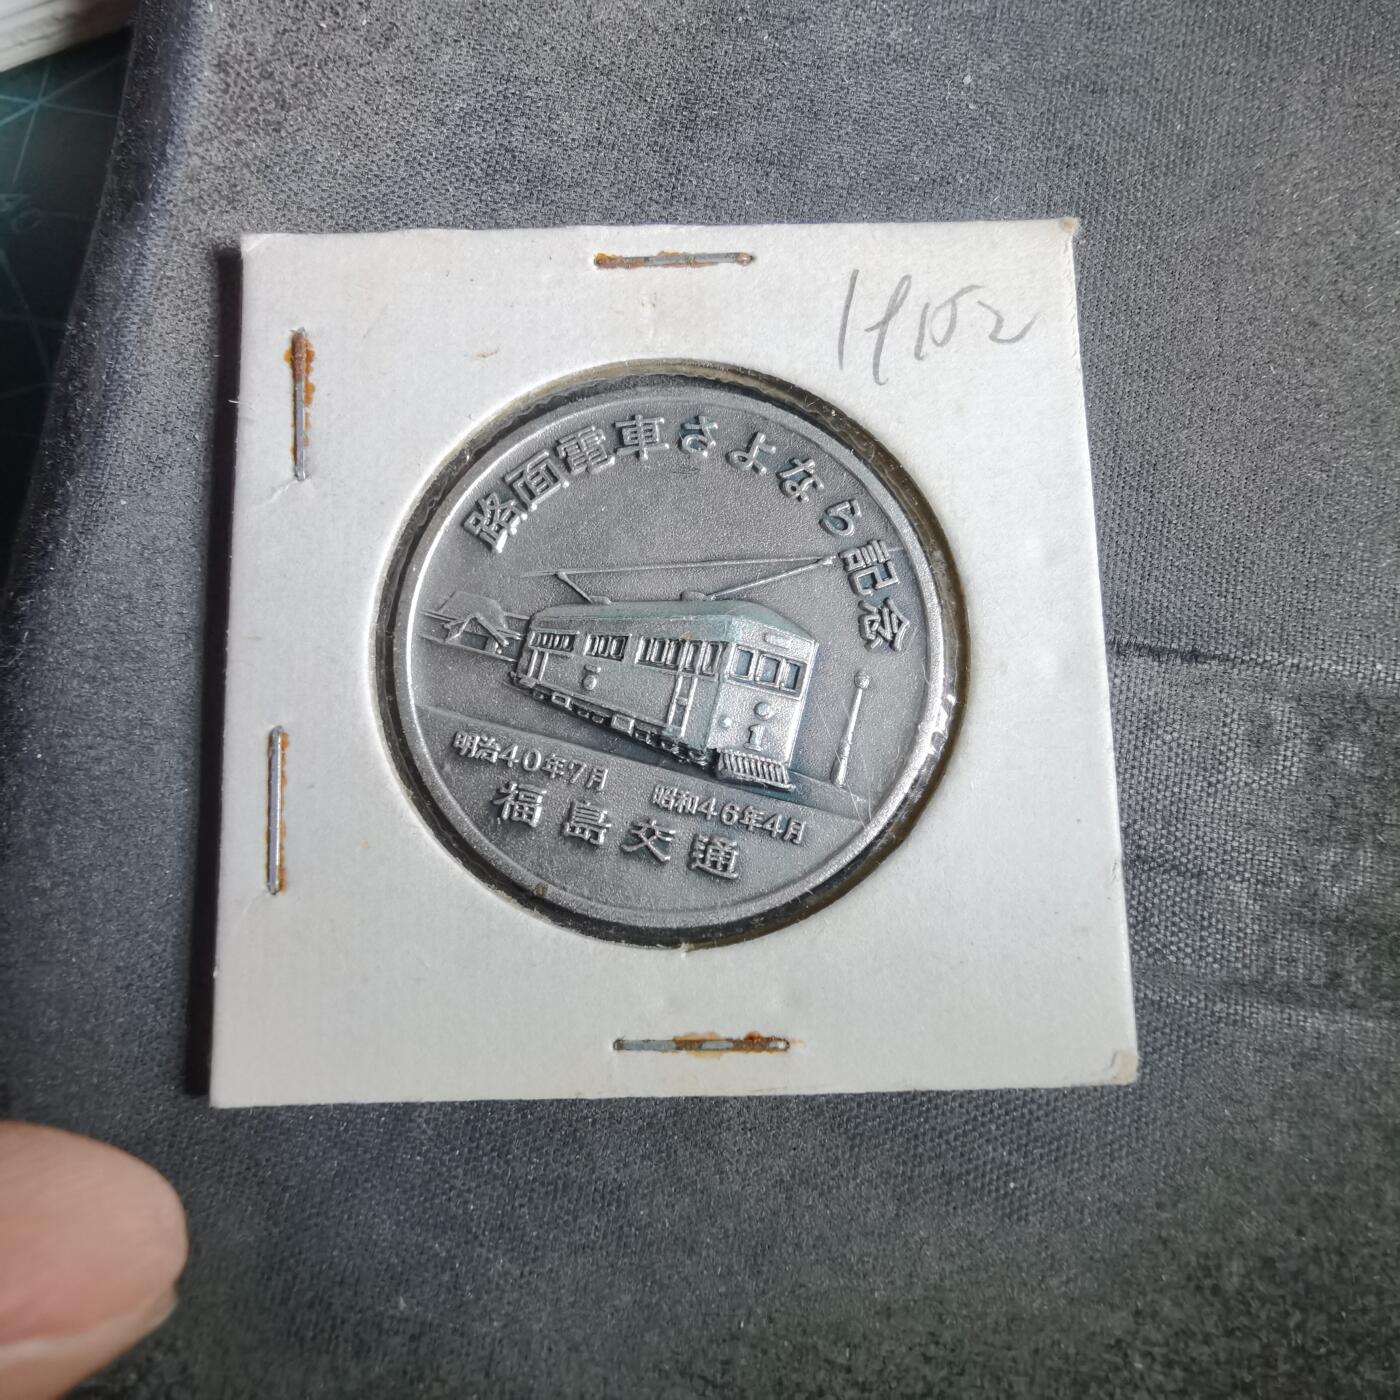 路面電車さよなら記念
1
明治40年7月 昭和46年4月
福島交通